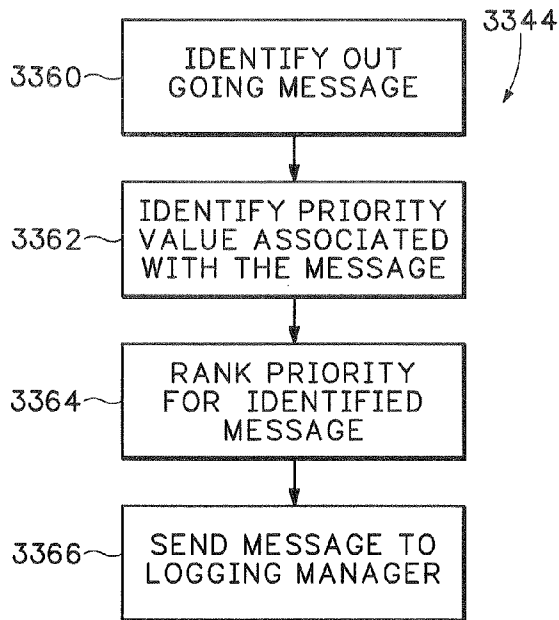 3344
3360
IDENTIFY OUT
GOING MESSAGE
3362
IDENTIFY PRIORITY
VALUE ASSOCIATED
WITH THE MESSAGE
3364
RANK PRIORITY
FOR IDENTIFIED
MESSAGE
3366
SEND MESSAGE TO
LOGGING MANAGER